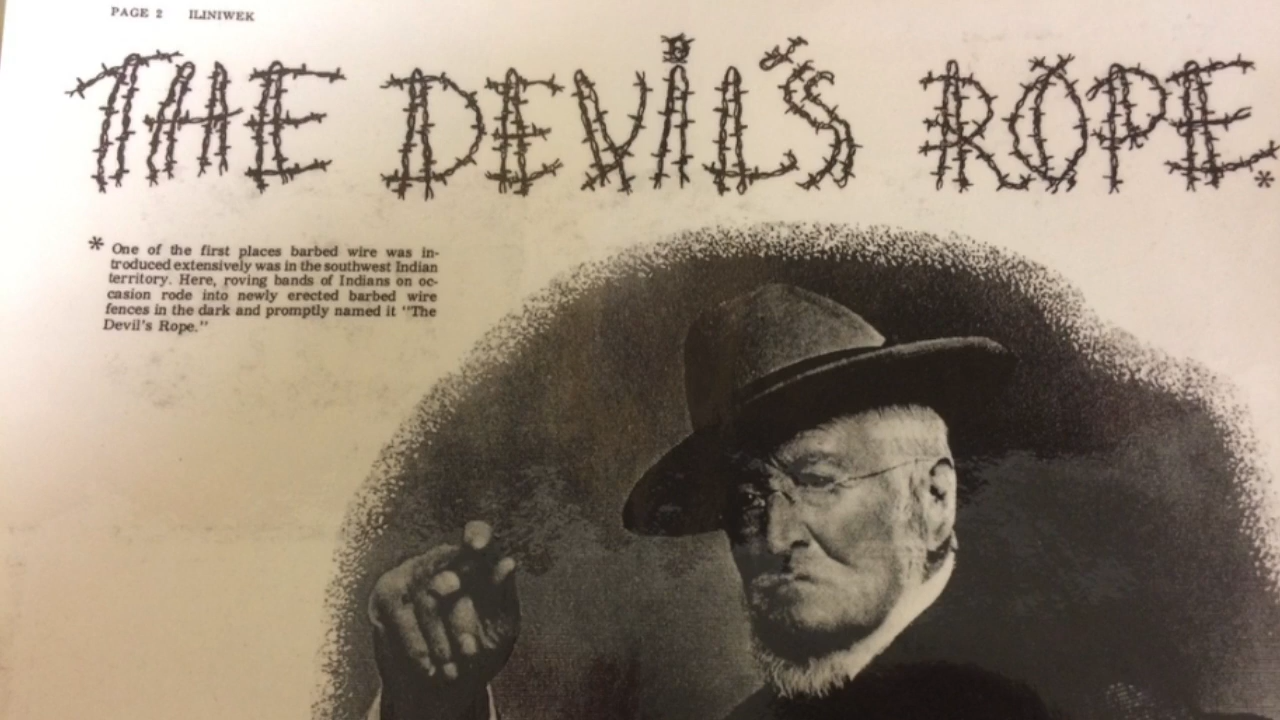 PAGE 2 ILINIWEK
THE DEVIL'S ROPE.*
* One of the first places barbed wire was in-
troduced extensively was in the southwest Indian
territory. Here, roving bands of Indians on oc-
casion rode into newly erected barbed wire
fences in the dark and promptly named it "The
Devil's Rope."